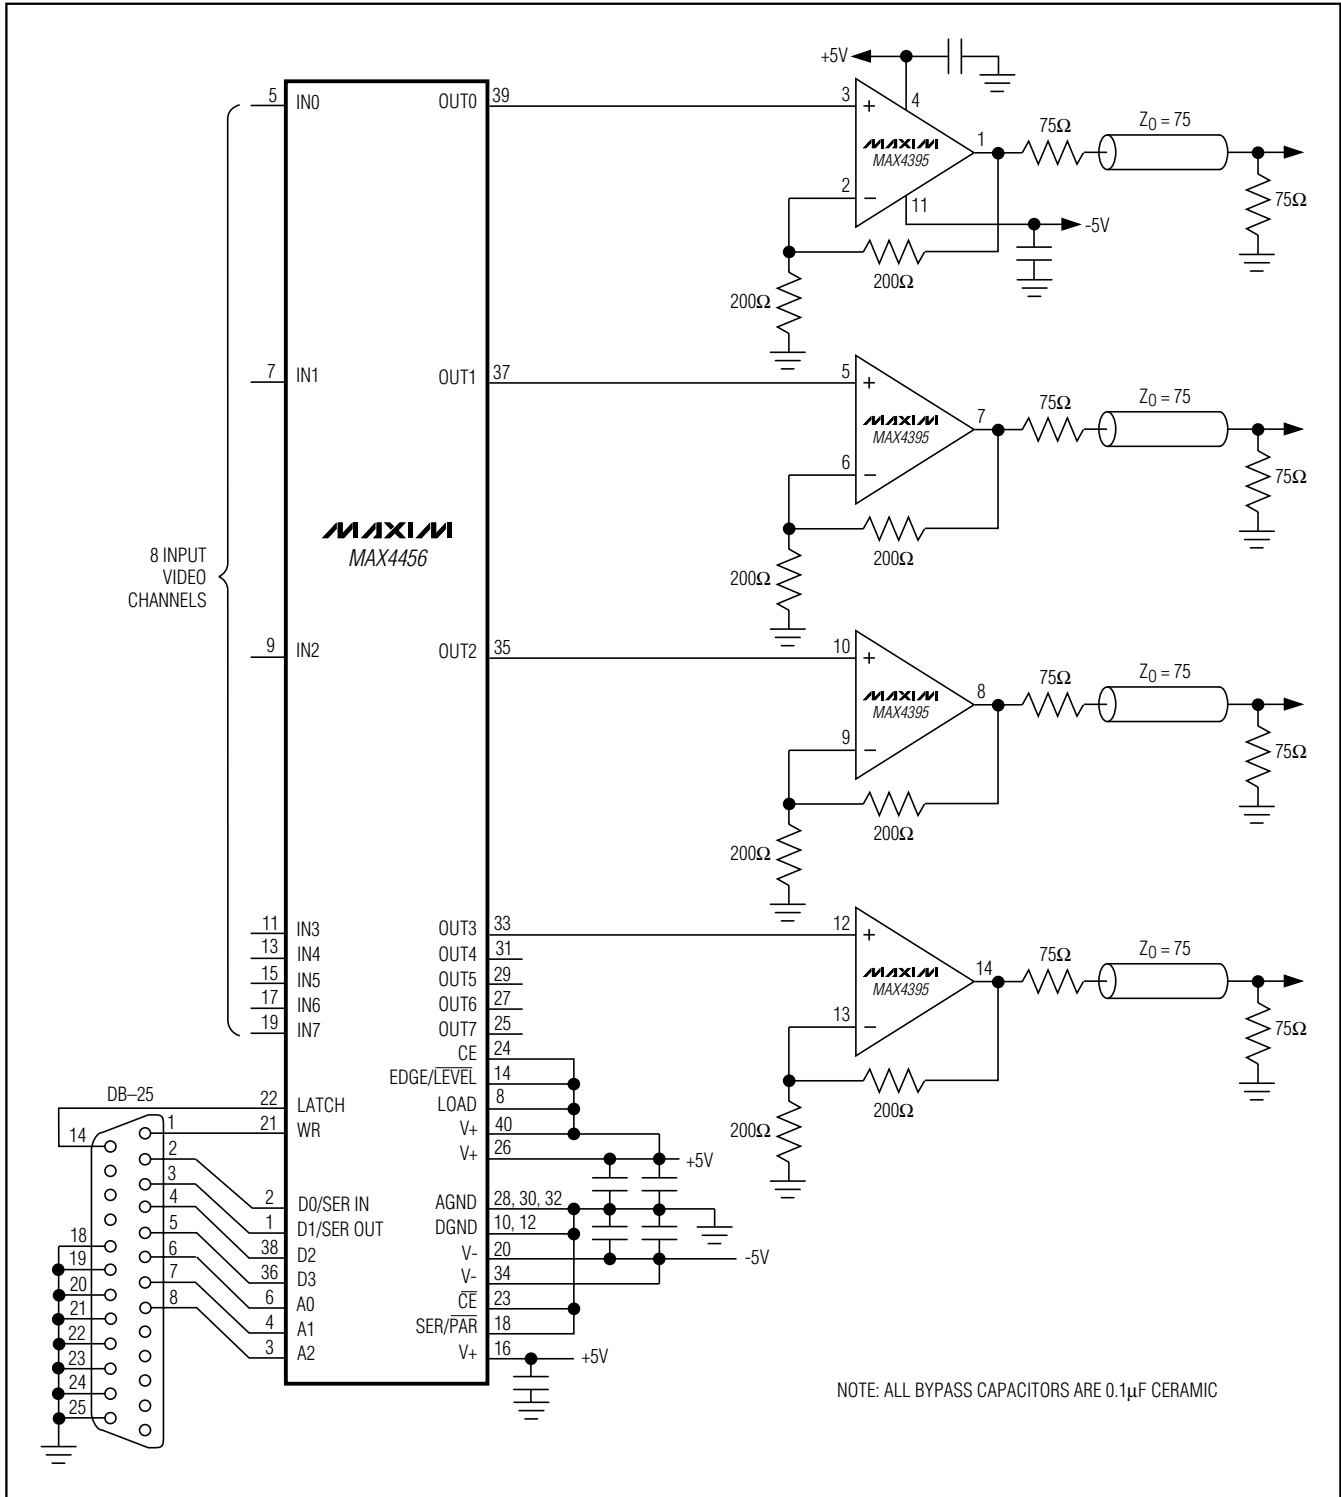 +5V
5 IN0 OUT0 39 3 + 4 MAXIM MAX4395 1 75Ω Z0 = 75
2 − 11 75Ω
-5V
200Ω
200Ω
7 IN1 OUT1 37 5 + MAXIM MAX4395 7 75Ω Z0 = 75
6 − 75Ω
200Ω
200Ω
MAXIM
MAX4456
8 INPUT
VIDEO
CHANNELS
9 IN2 OUT2 35 10 + MAXIM MAX4395 8 75Ω Z0 = 75
9 − 75Ω
200Ω
200Ω
11 IN3 OUT3 33 12 + MAXIM MAX4395 14 75Ω Z0 = 75
13 − 75Ω
200Ω
200Ω
13 IN4 OUT4 31
15 IN5 OUT5 29
17 IN6 OUT6 27
19 IN7 OUT7 25
CE 24
EDGE/L̅E̅V̅E̅L̅ 14
DB–25
22 LATCH LOAD 8
14 1 21 WR V+ 40
V+ 26 +5V
2 2 D0/SER IN AGND 28, 30, 32
3 1 D1/SER OUT DGND 10, 12
4 38 D2 V- 20 -5V
5 36 D3 V- 34
6 6 A0 C̅E̅ 23
7 4 A1 SER/P̅A̅R̅ 18
8 3 A2 V+ 16 +5V
18
19
20
21
22
23
24
25
NOTE: ALL BYPASS CAPACITORS ARE 0.1µF CERAMIC